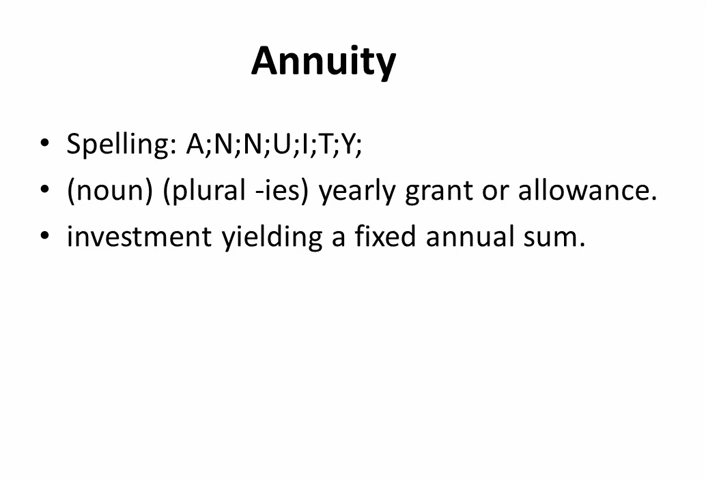 Annuity
• Spelling: A;N;N;U;I;T;Y;
• (noun) (plural -ies) yearly grant or allowance.
• investment yielding a fixed annual sum.